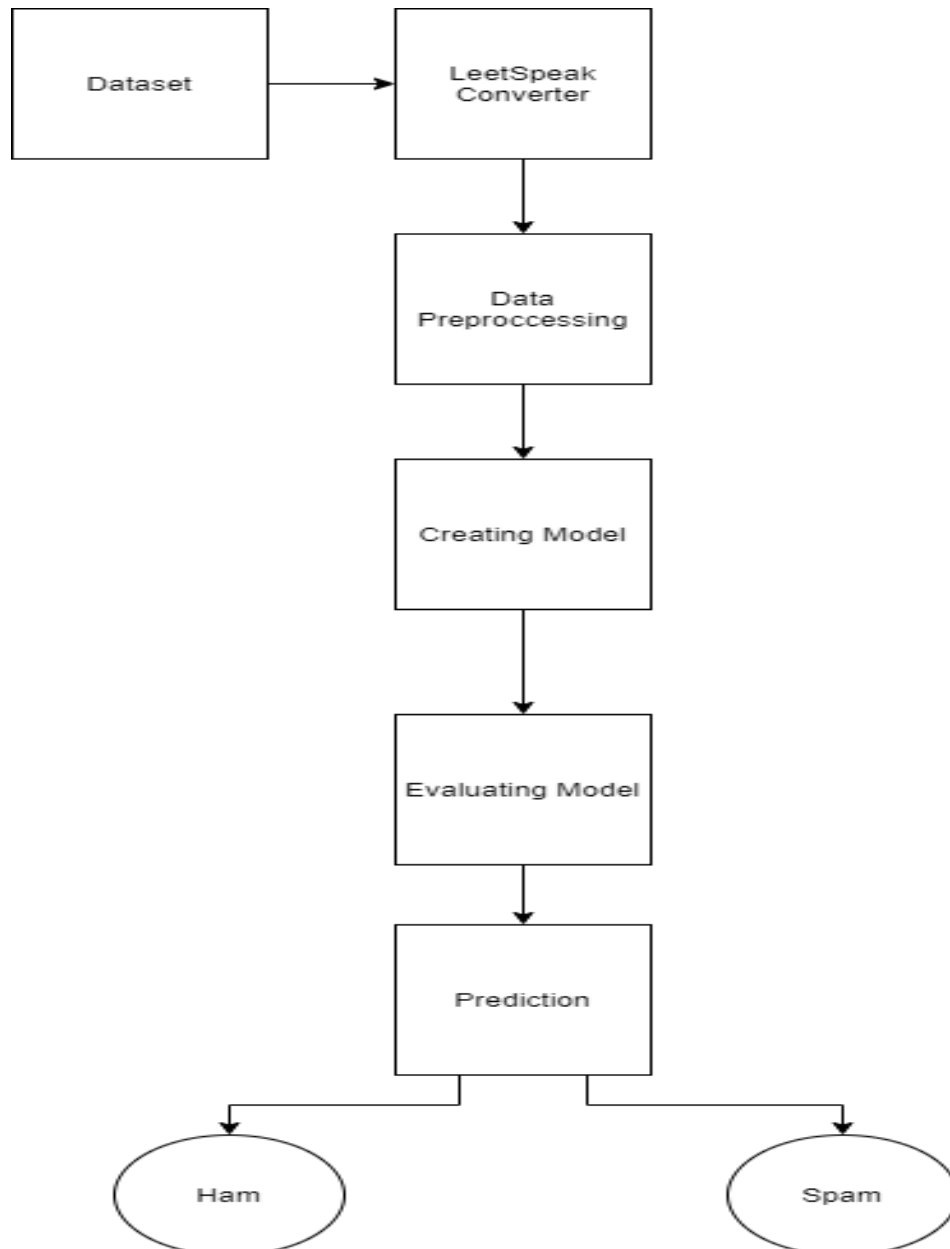 Dataset
LeetSpeak
Converter
Data
Preproccessing
Creating Model
Evaluating Model
Prediction
Ham
Spam